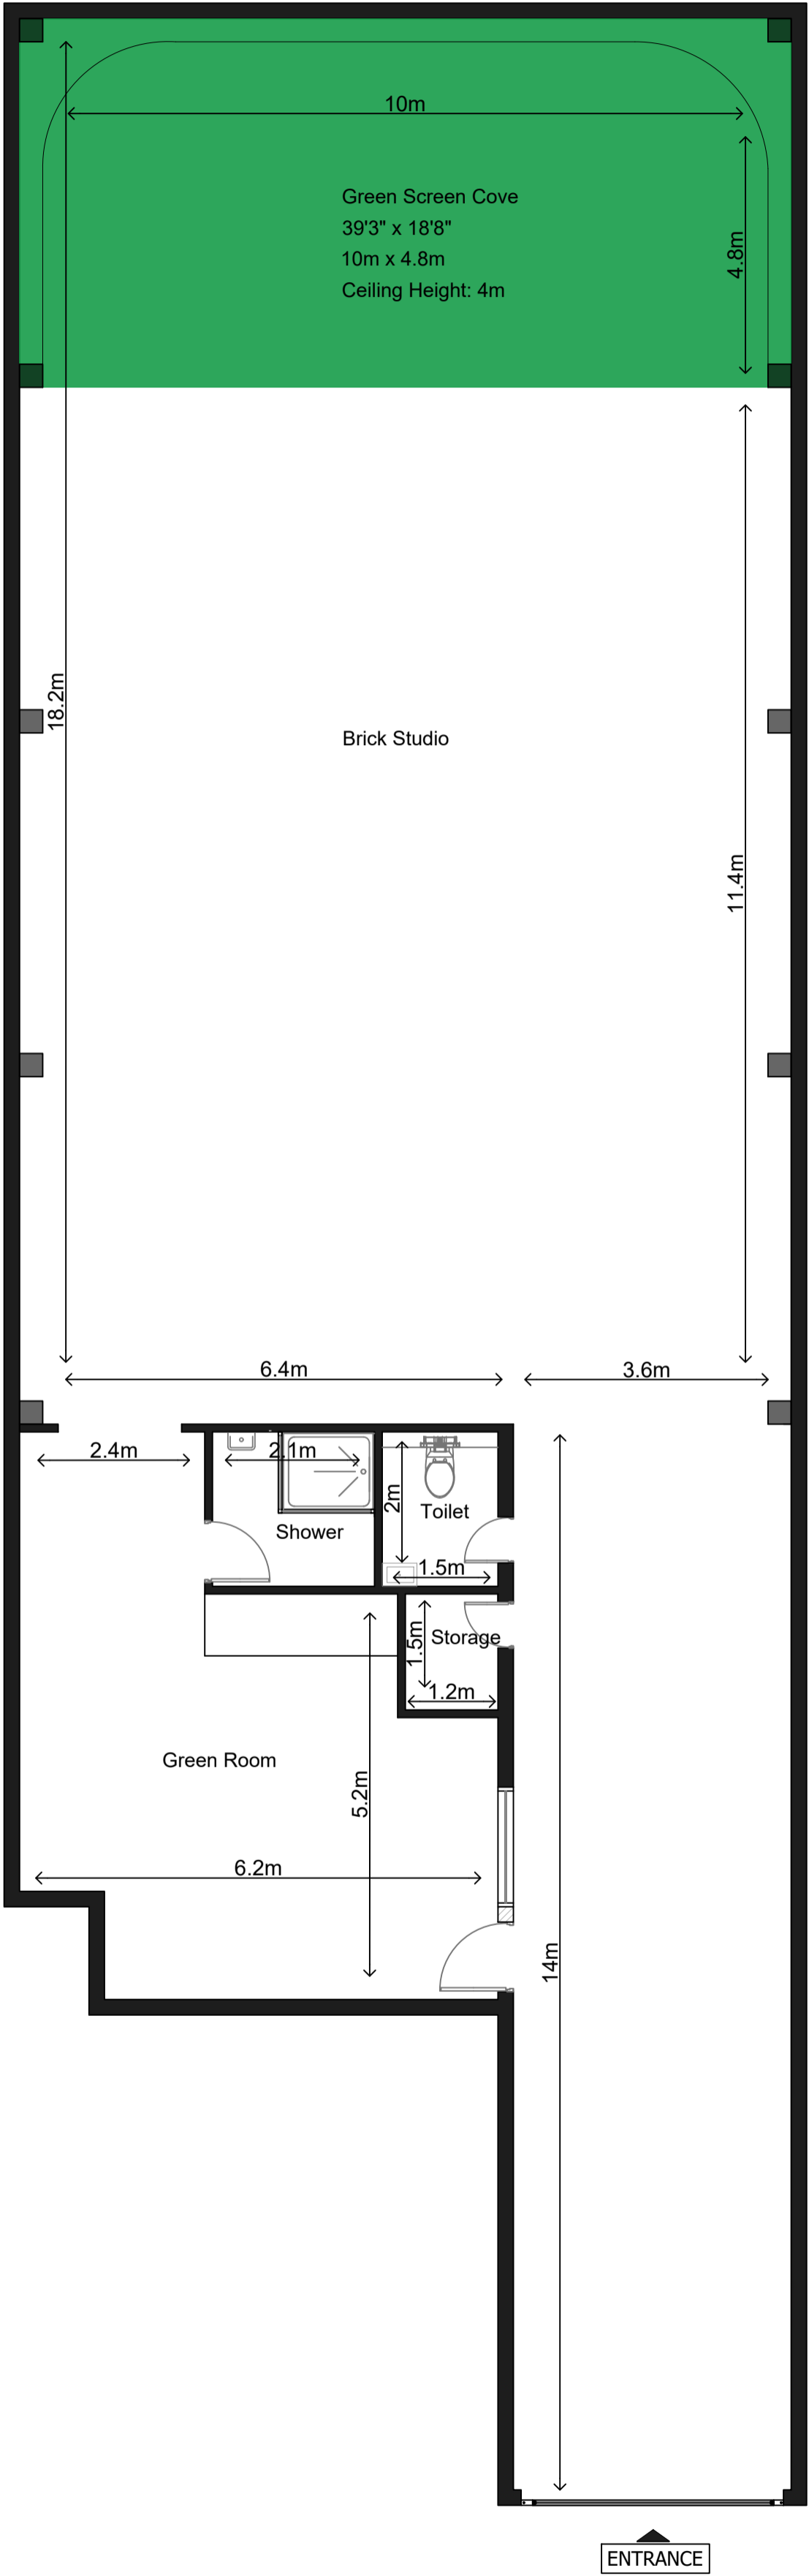 10m
Green Screen Cove
39'3" x 18'8"
10m x 4.8m
Ceiling Height: 4m
4.8m
18.2m
Brick Studio
11.4m
6.4m
3.6m
2.4m
2.1m
2m
Toilet
Shower
1.5m
1.5m
Storage
1.2m
Green Room
5.2m
6.2m
14m
ENTRANCE